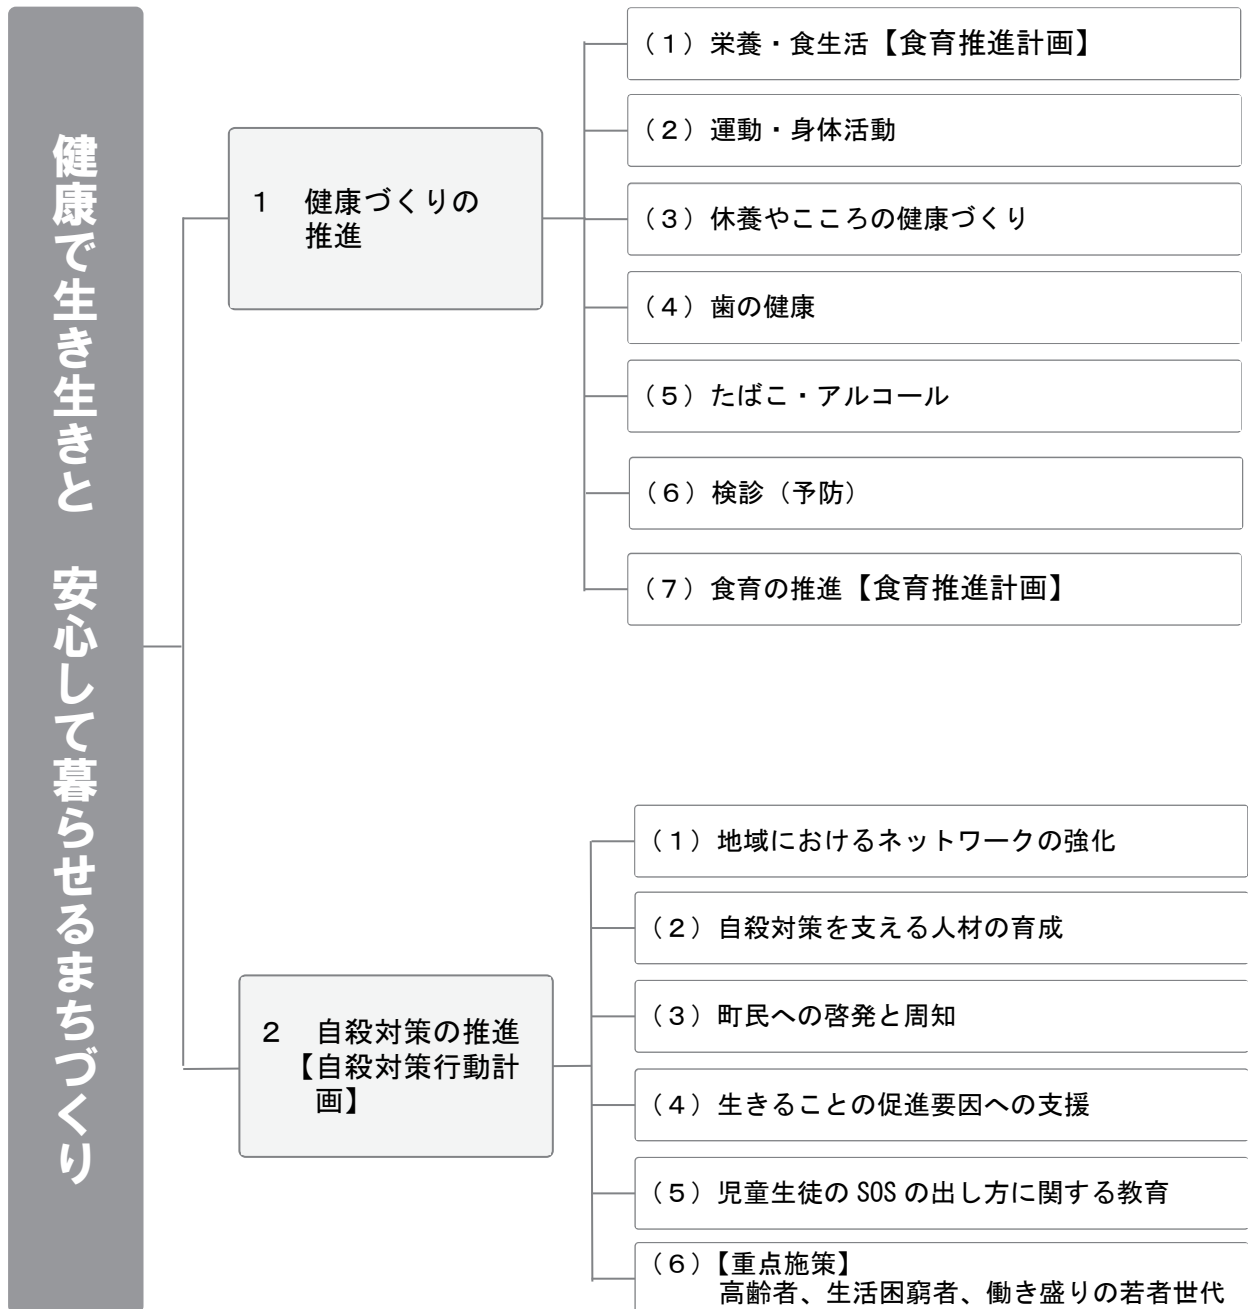 健康で生き生きと　安心して暮らせるまちづくり
１　健康づくりの
推進
（１）栄養・食生活【食育推進計画】
（２）運動・身体活動
（３）休養やこころの健康づくり
（４）歯の健康
（５）たばこ・アルコール
（６）検診（予防）
（７）食育の推進【食育推進計画】
２　自殺対策の推進
【自殺対策行動計
画】
（１）地域におけるネットワークの強化
（２）自殺対策を支える人材の育成
（３）町民への啓発と周知
（４）生きることの促進要因への支援
（５）児童生徒の SOS の出し方に関する教育
（６）【重点施策】
高齢者、生活困窮者、働き盛りの若者世代